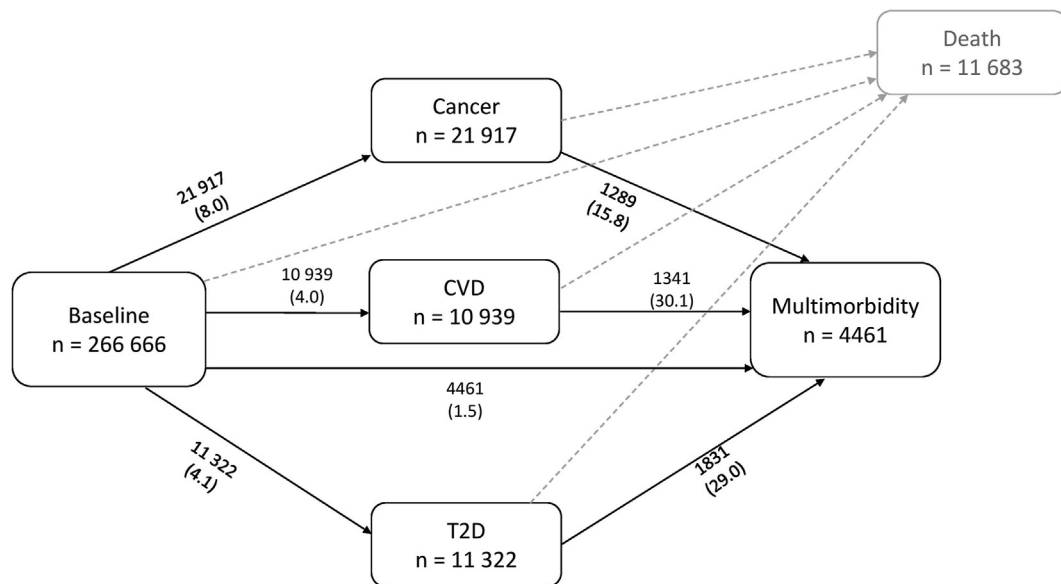 Death
n = 11 683
Cancer
n = 21 917
21 917
(8.0)
1289
(15.8)
Baseline
n = 266 666
10 939
(4.0)
CVD
n = 10 939
1341
(30.1)
Multimorbidity
n = 4461
4461
(1.5)
11 322
(4.1)
1831
(29.0)
T2D
n = 11 322